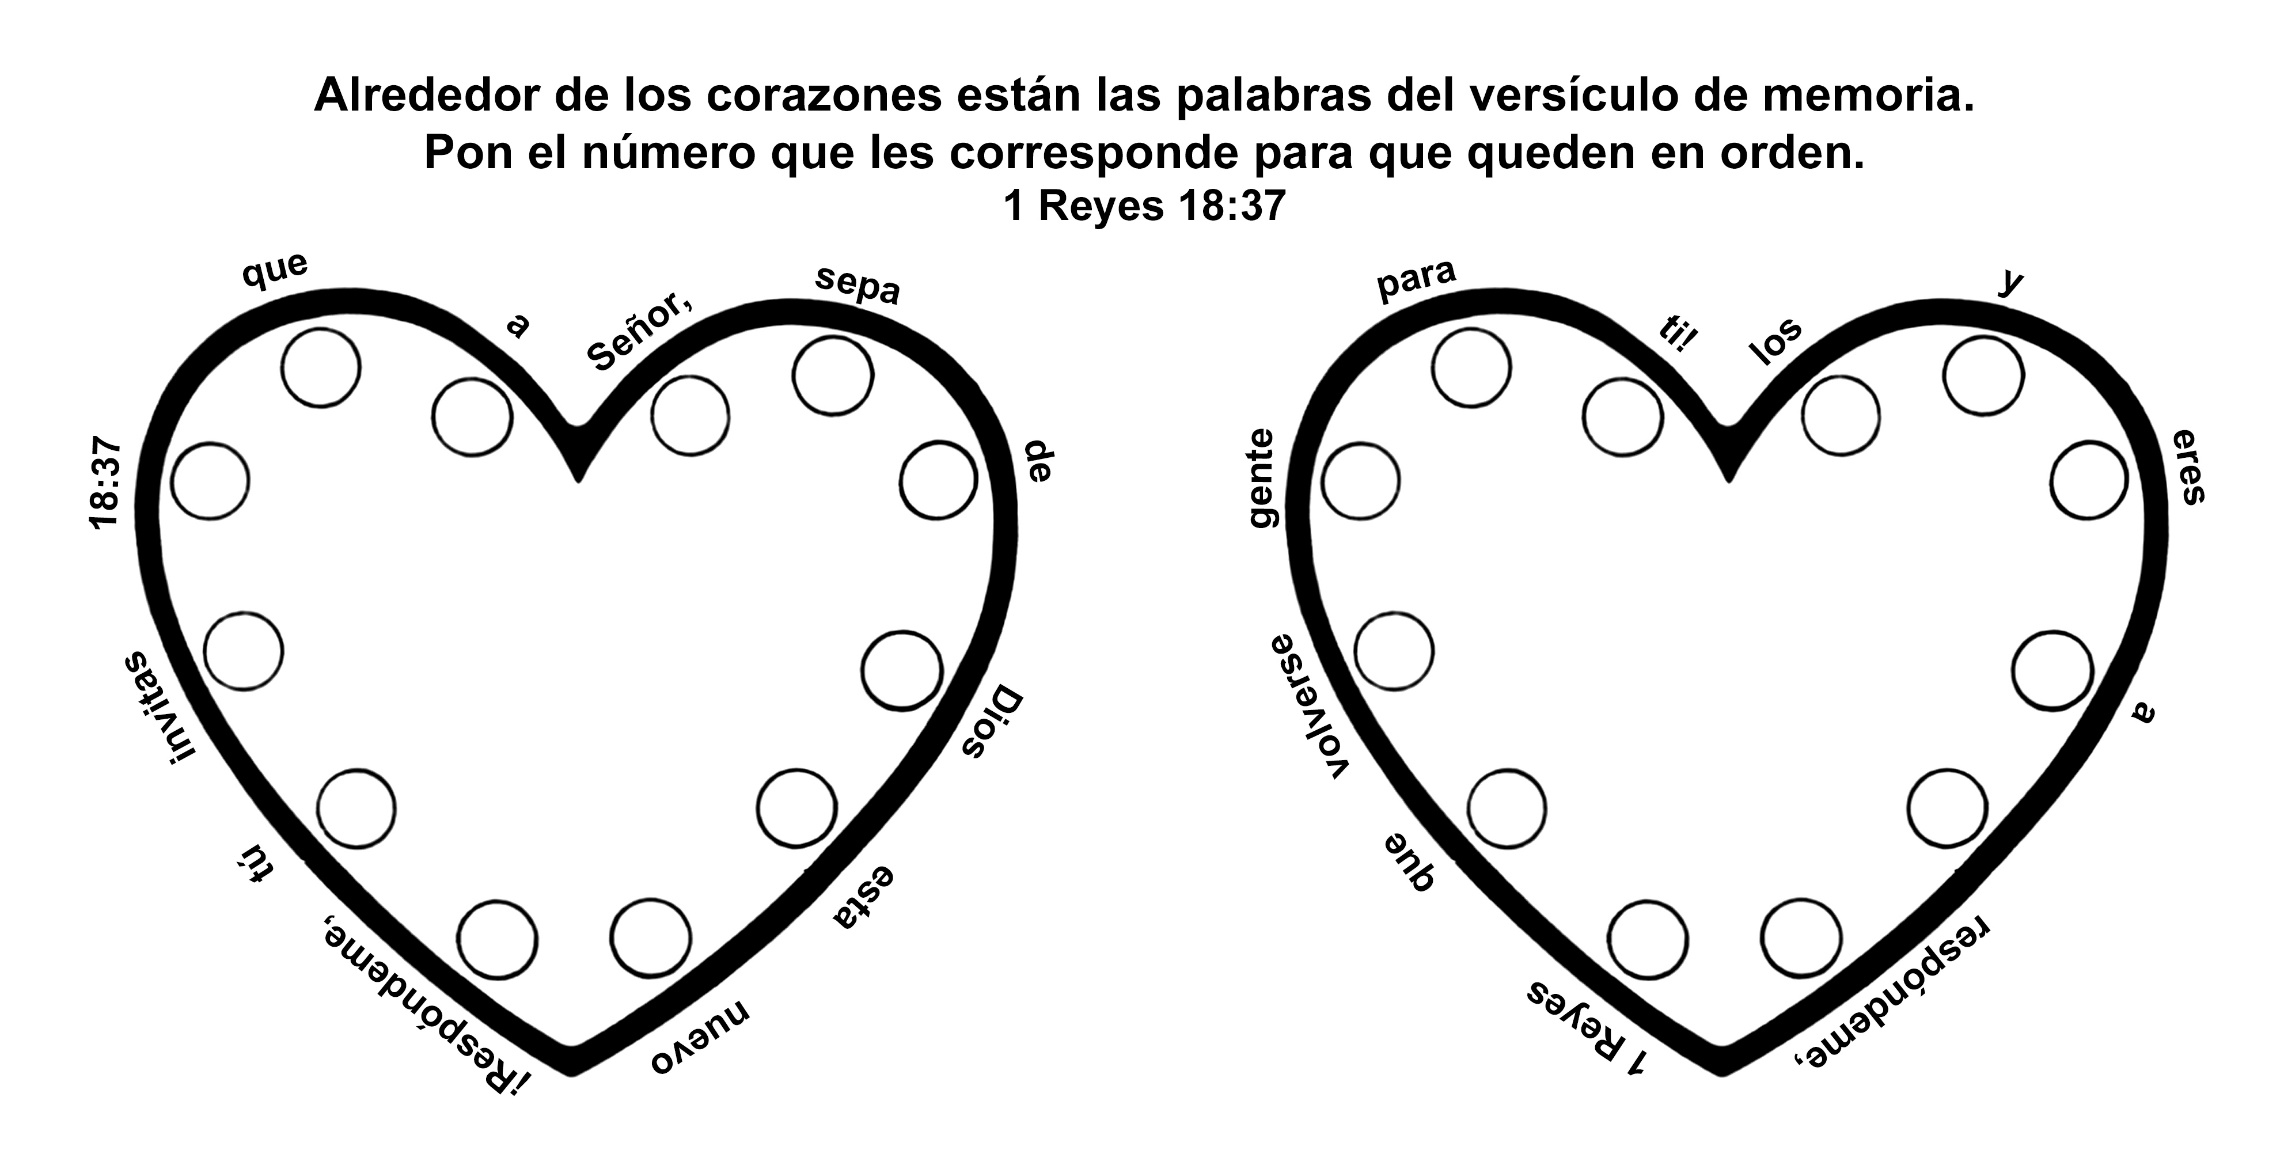 Alrededor de los corazones están las palabras del versículo de memoria.
Pon el número que les corresponde para que queden en orden.
1 Reyes 18:37
que
a
Señor,
sepa
de
Dios
esta
nuevo
¡Respóndeme,
tú
invitas
18:37
para
ti!
los
y
eres
a
respóndeme,
1 Reyes
que
volverse
gente